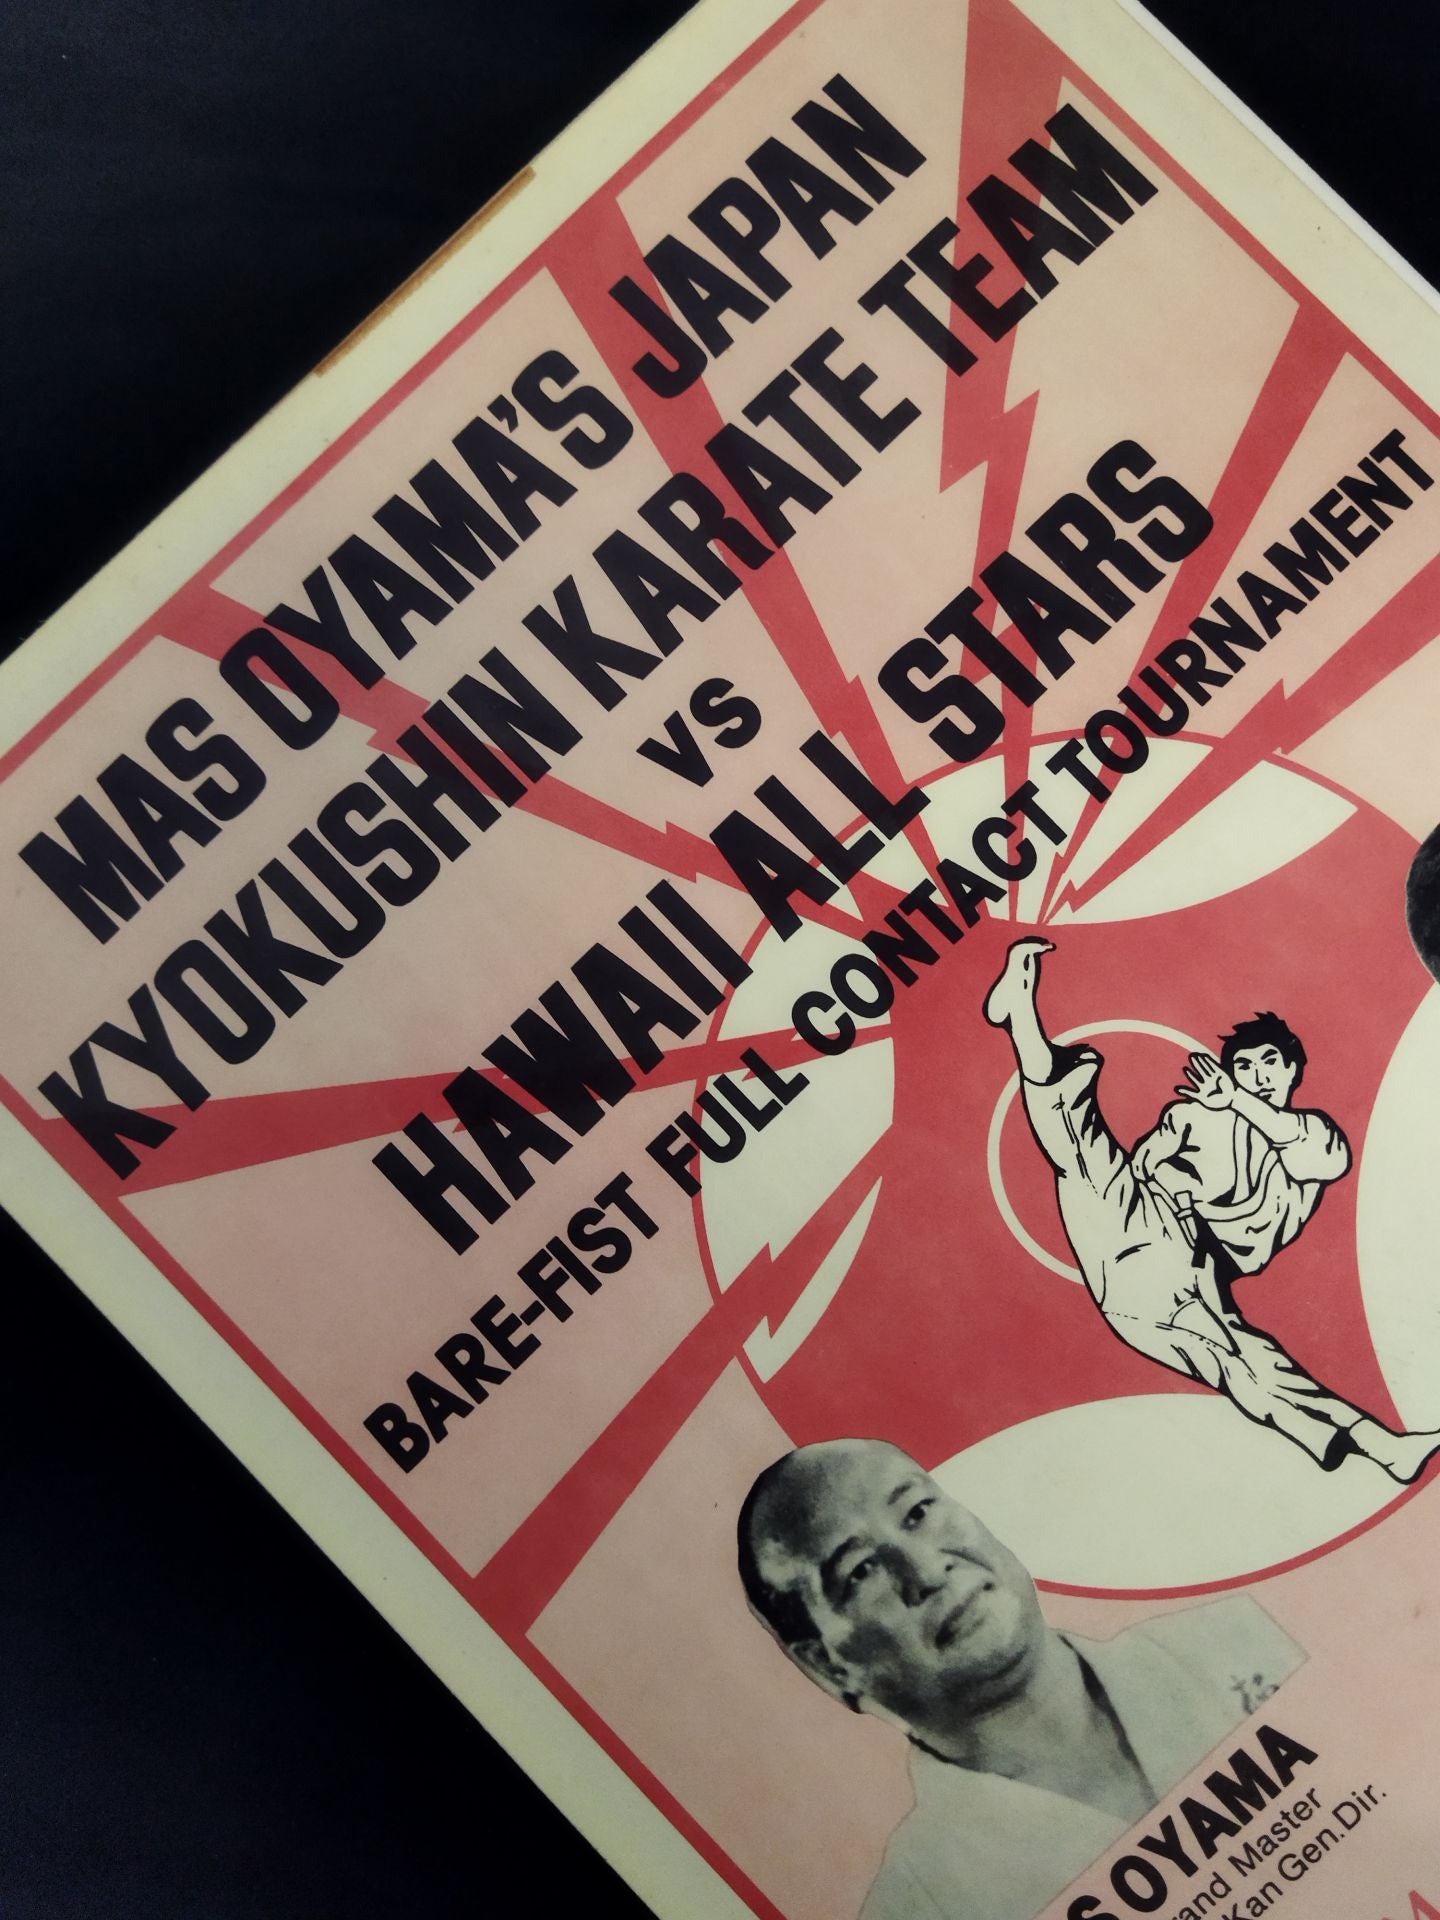 MAS OYAMA'S JAPAN
KYOKUSHIN KARATE TEAM
VS
HAWAII ALL STARS
BARE-FIST FULL CONTACT TOURNAMENT
S OYAMA
rand Master
Kan Gen.Dir.